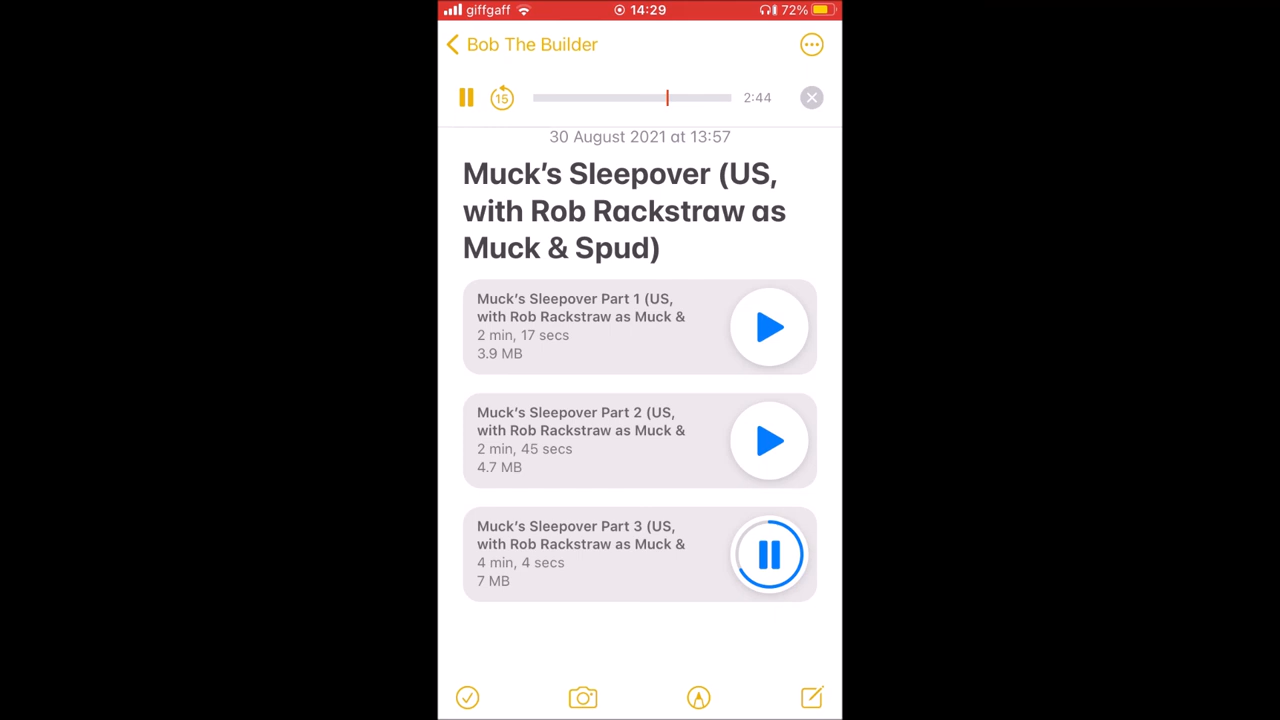 giffgaff 14:29 72%
Bob The Builder
15 2:44
30 August 2021 at 13:57
Muck's Sleepover (US,
with Rob Rackstraw as
Muck & Spud)
Muck's Sleepover Part 1 (US,
with Rob Rackstraw as Muck &
2 min, 17 secs
3.9 MB
Muck's Sleepover Part 2 (US,
with Rob Rackstraw as Muck &
2 min, 45 secs
4.7 MB
Muck's Sleepover Part 3 (US,
with Rob Rackstraw as Muck &
4 min, 4 secs
7 MB